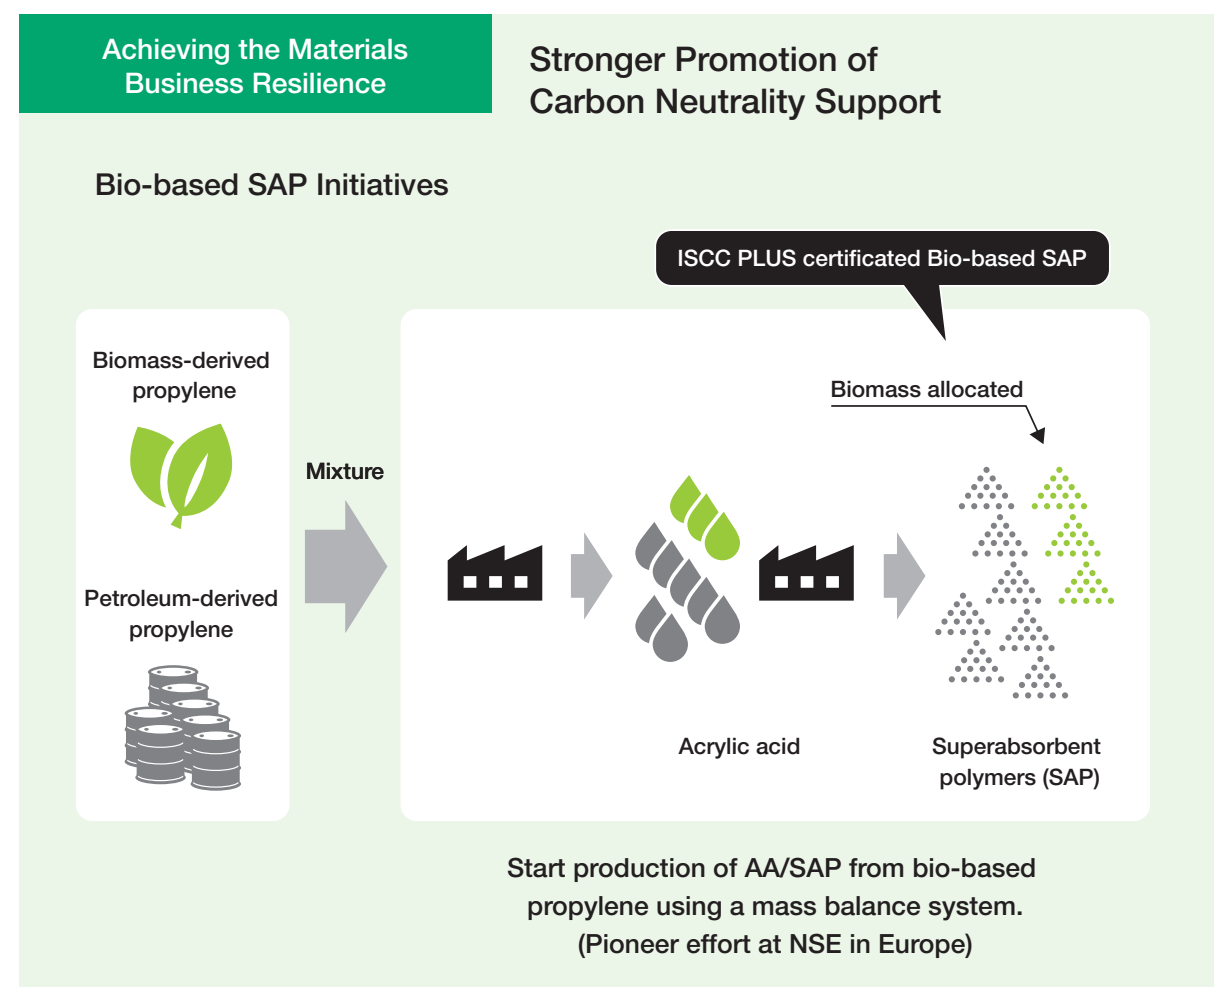 Achieving the Materials
Business Resilience
Stronger Promotion of
Carbon Neutrality Support
Bio-based SAP Initiatives
ISCC PLUS certificated Bio-based SAP
Biomass-derived
propylene
Petroleum-derived
propylene
Mixture
Biomass allocated
Acrylic acid
Superabsorbent
polymers (SAP)
Start production of AA/SAP from bio-based
propylene using a mass balance system.
(Pioneer effort at NSE in Europe)